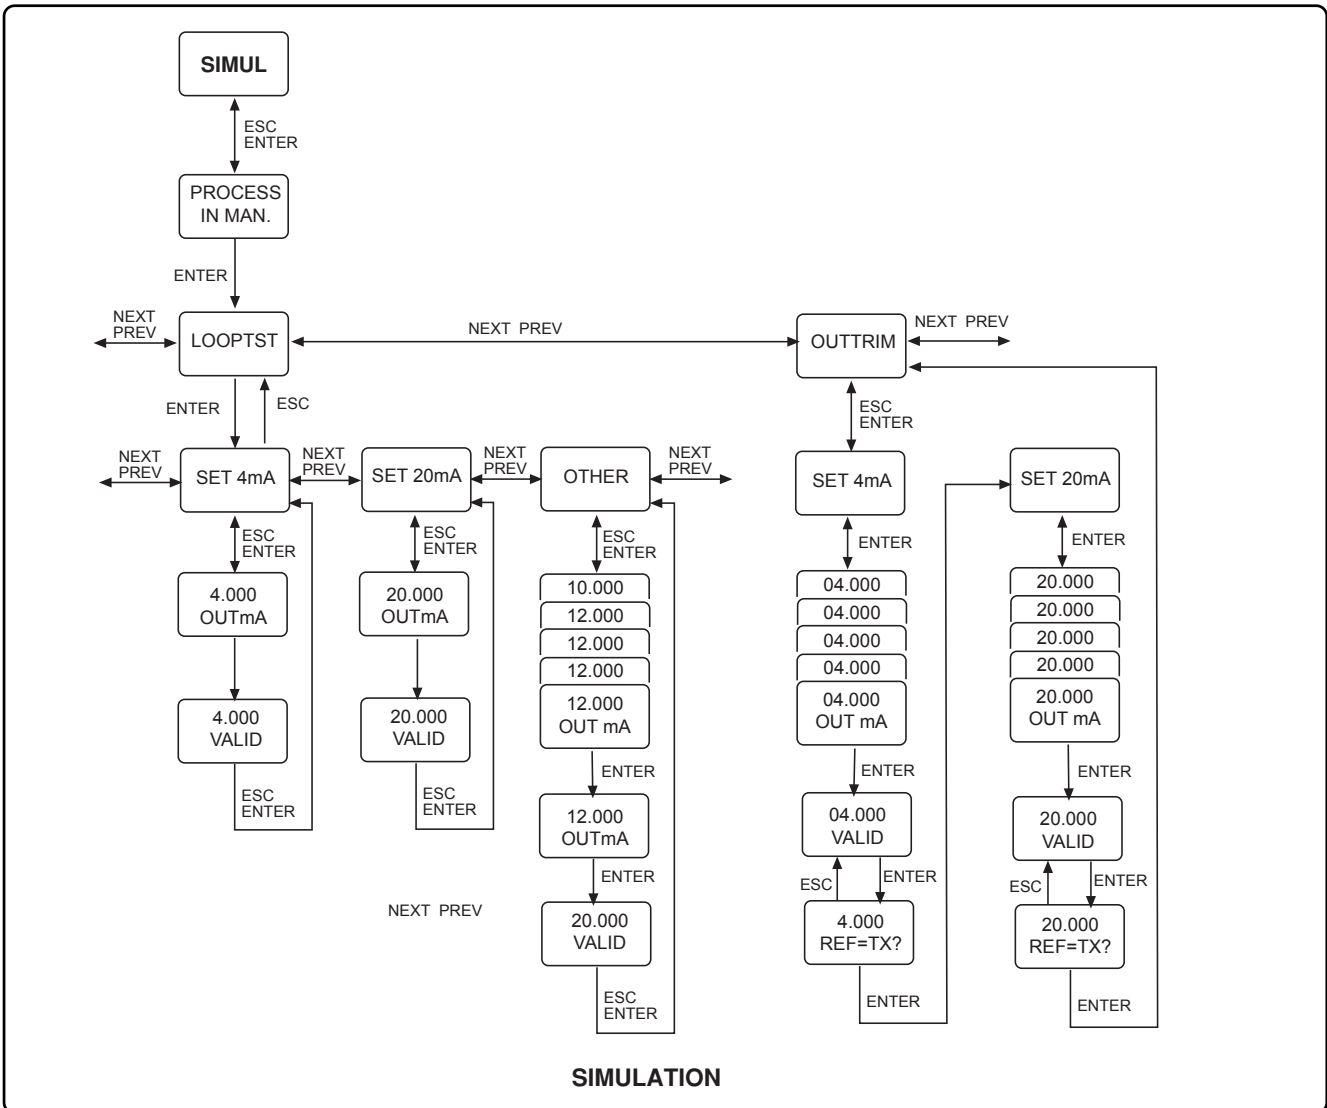 SIMUL
ESC
ENTER
PROCESS
IN MAN.
ENTER
NEXT
PREV
LOOPTST
NEXT PREV
OUTTRIM
NEXT PREV
ENTER
ESC
ESC
ENTER
NEXT
PREV
SET 4mA
NEXT
PREV
SET 20mA
NEXT
PREV
OTHER
NEXT
PREV
SET 4mA
SET 20mA
ESC
ENTER
ESC
ENTER
ESC
ENTER
ENTER
ENTER
4.000
OUTmA
20.000
OUTmA
10.000
12.000
12.000
12.000
12.000
OUT mA
04.000
04.000
04.000
04.000
04.000
OUT mA
20.000
20.000
20.000
20.000
20.000
OUT mA
4.000
VALID
20.000
VALID
ENTER
ENTER
ENTER
ESC
ENTER
ESC
ENTER
12.000
OUTmA
04.000
VALID
20.000
VALID
ENTER
ESC
ENTER
ESC
ENTER
NEXT PREV
20.000
VALID
4.000
REF=TX?
20.000
REF=TX?
ESC
ENTER
ENTER
ENTER
SIMULATION